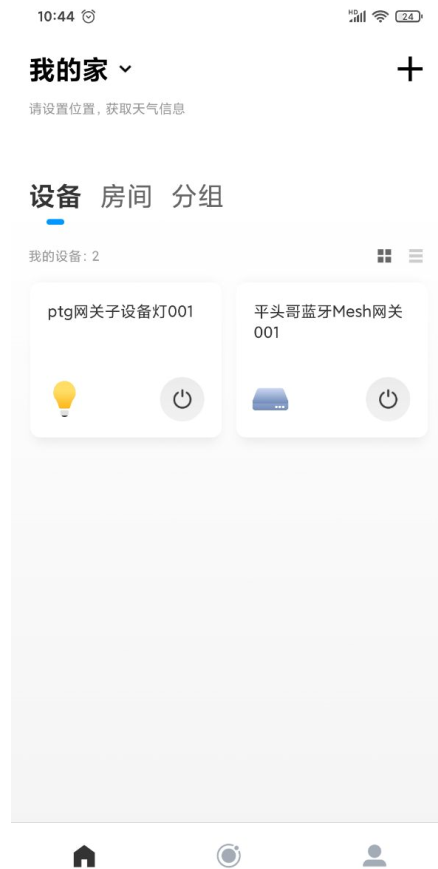 10:44
HD
24
我的家
请设置位置，获取天气信息
设备 房间 分组
我的设备: 2
ptg网关子设备灯001
平头哥蓝牙Mesh网关
001